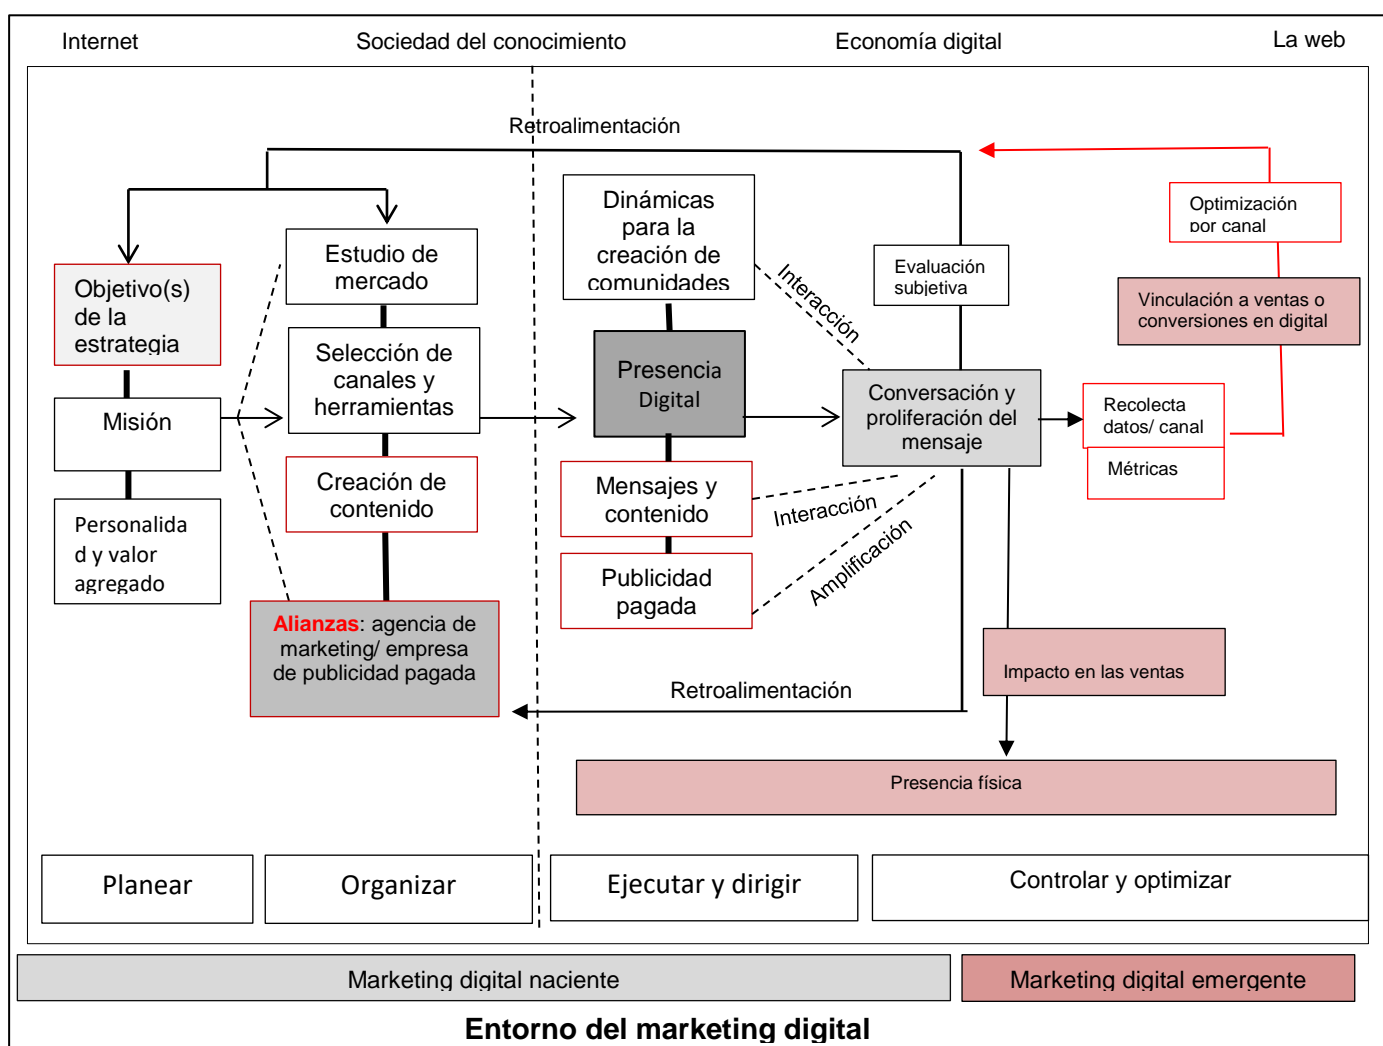 Internet
Sociedad del conocimiento
Economía digital
La web
Retroalimentación
Objetivo(s)
de la
estrategia
Misión
Personalida
d y valor
agregado
Estudio de
mercado
Selección de
canales y
herramientas
Creación de
contenido
Alianzas: agencia de
marketing/ empresa
de publicidad pagada
Dinámicas
para la
creación de
comunidades
Presencia
Digital
Mensajes y
contenido
Publicidad
pagada
Interacción
Interacción
Amplificación
Evaluación
subjetiva
Conversación y
proliferación del
mensaje
Optimización
por canal
Vinculación a ventas o
conversiones en digital
Recolecta
datos/ canal
Métricas
Impacto en las ventas
Retroalimentación
Presencia física
Planear
Organizar
Ejecutar y dirigir
Controlar y optimizar
Marketing digital naciente
Marketing digital emergente
Entorno del marketing digital